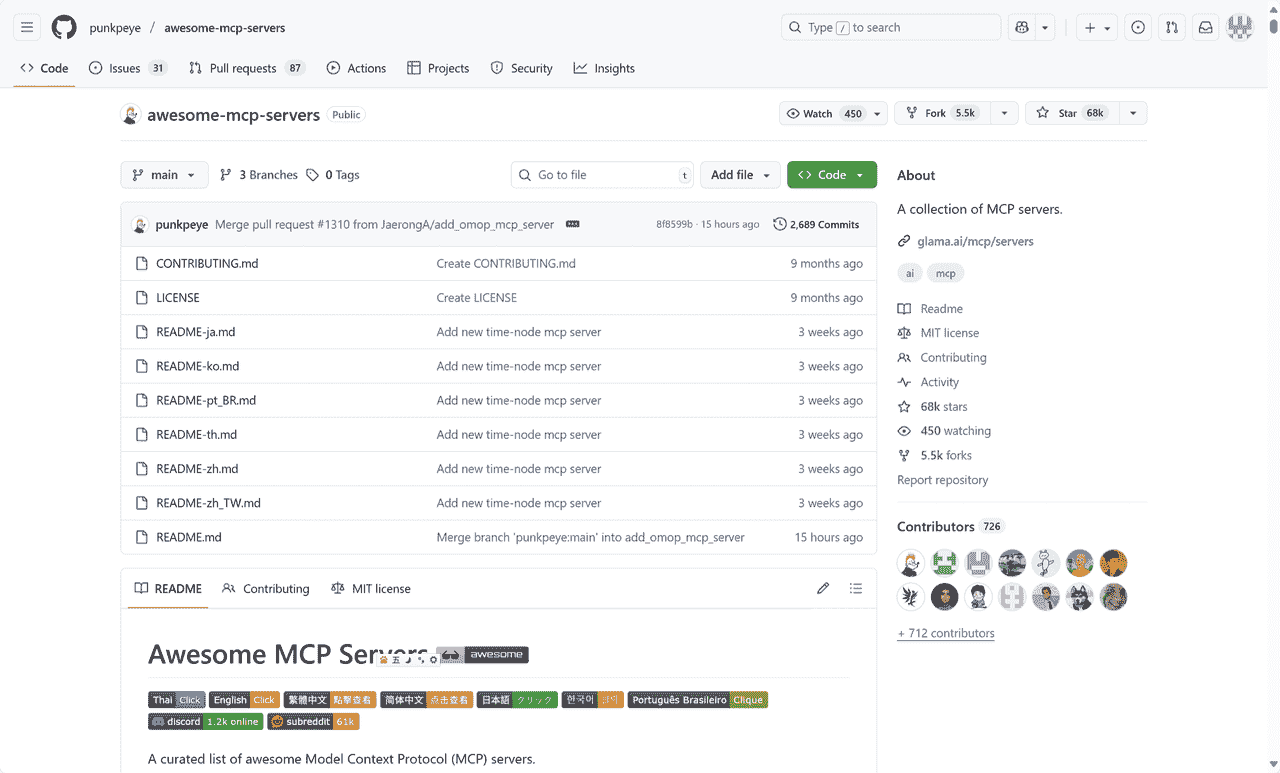 punkpeye / awesome-mcp-servers Type / to search
Code Issues 31 Pull requests 87 Actions Projects Security Insights
awesome-mcp-servers Public Watch 450 Fork 5.5k Star 68k
main 3 Branches 0 Tags Go to file t Add file Code
punkpeye Merge pull request #1310 from JaerongA/add_omop_mcp_server 8f8599b · 15 hours ago 2,689 Commits
CONTRIBUTING.md Create CONTRIBUTING.md 9 months ago
LICENSE Create LICENSE 9 months ago
README-ja.md Add new time-node mcp server 3 weeks ago
README-ko.md Add new time-node mcp server 3 weeks ago
README-pt_BR.md Add new time-node mcp server 3 weeks ago
README-th.md Add new time-node mcp server 3 weeks ago
README-zh.md Add new time-node mcp server 3 weeks ago
README-zh_TW.md Add new time-node mcp server 3 weeks ago
README.md Merge branch 'punkpeye:main' into add_omop_mcp_server 15 hours ago
README Contributing MIT license
Awesome MCP Servers awesome
五
Thai Click English Click 繁體中文 點擊查看 简体中文 点击查看 日本語 クリック 한국어 Português Brasileiro Clique
discord 1.2k online subreddit 61k
A curated list of awesome Model Context Protocol (MCP) servers.
About
A collection of MCP servers.
glama.ai/mcp/servers
ai mcp
Readme
MIT license
Contributing
Activity
68k stars
450 watching
5.5k forks
Report repository
Contributors 726
+ 712 contributors